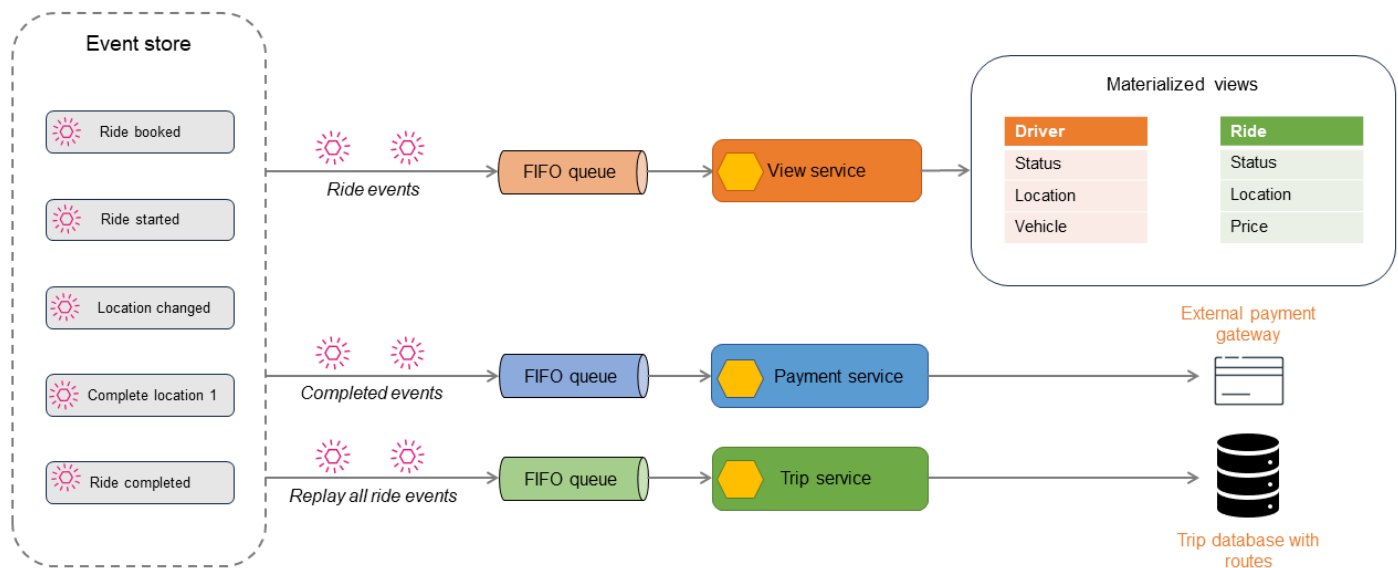 Event store
Ride booked
Ride started
Location changed
Complete location 1
Ride completed
Ride events
FIFO queue
View service
Materialized views
Driver
Status
Location
Vehicle
Ride
Status
Location
Price
Completed events
FIFO queue
Payment service
External payment
gateway
Replay all ride events
FIFO queue
Trip service
Trip database with
routes